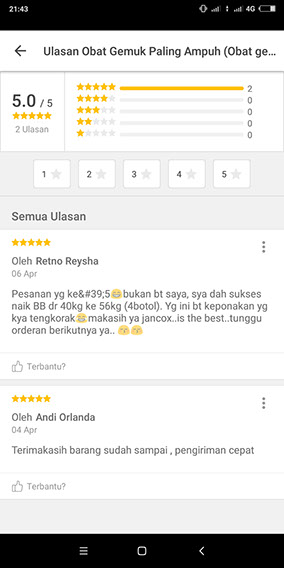 21:43
4G
Ulasan Obat Gemuk Paling Ampuh (Obat ge...
5.0 / 5
2 Ulasan
2
0
0
0
0
1
2
3
4
5
Semua Ulasan
Oleh Retno Reysha
06 Apr
Pesanan yg ke&#39;5😂bukan bt saya, sya dah sukses
naik BB dr 40kg ke 56kg (4botol). Yg ini bt keponakan yg
kya tengkorak😂makasih ya jancox..is the best..tunggu
orderan berikutnya ya.. 😙😙
Terbantu?
Oleh Andi Orlanda
04 Apr
Terimakasih barang sudah sampai , pengiriman cepat
Terbantu?